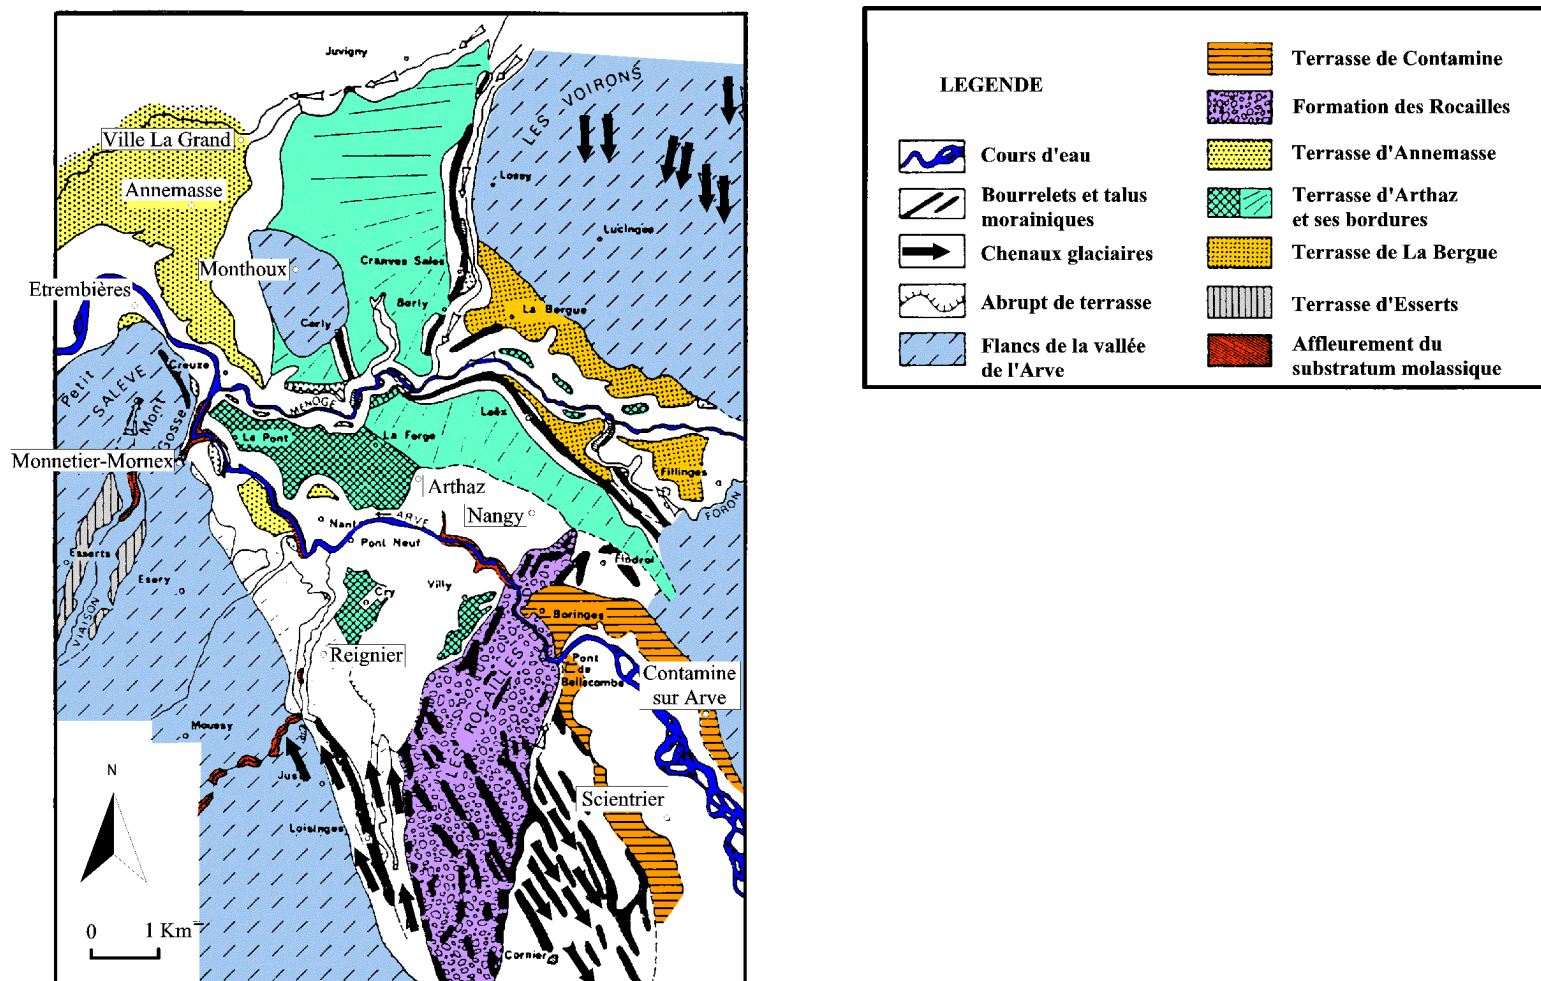 Juvigny
LES VOIRONS
Ville La Grand
Annemasse
Lossy
Lucinges
Monthoux
Cranves Sales
Etrembières
Borly
La Bergue
Carly
Creuze
Petit
SALÈVE
Mont
Gosse
MENOGE
Loëx
Le Pont
La Forge
Monnetier-Mornex
Arthaz
Fillinges
Nangy
FORON
ARVE
Nant
Pont Neuf
Esserts
Findrol
Esery
Villy
Cry
Boringes
VIAISON
Reignier
Pont
de
Bellecombe
Contamine
sur Arve
LES ROCAILLES
Moussy
N
Scientrier
Loisinges
0 1 Km
Cornier
LEGENDE
Cours d'eau
Bourrelets et talus
morainiques
Chenaux glaciaires
Abrupt de terrasse
Flancs de la vallée
de l'Arve
Terrasse de Contamine
Formation des Rocailles
Terrasse d'Annemasse
Terrasse d'Arthaz
et ses bordures
Terrasse de La Bergue
Terrasse d'Esserts
Affleurement du
substratum molassique